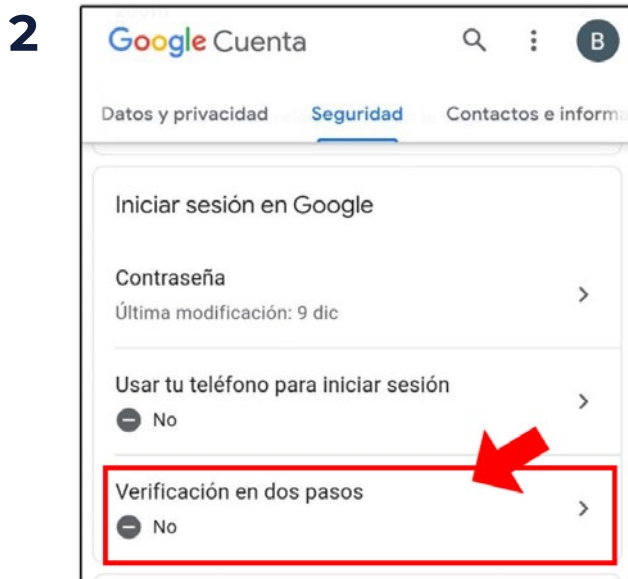 2
Google Cuenta
B
Datos y privacidad Seguridad Contactos e inform
Iniciar sesión en Google
Contraseña
Última modificación: 9 dic
Usar tu teléfono para iniciar sesión
No
Verificación en dos pasos
No